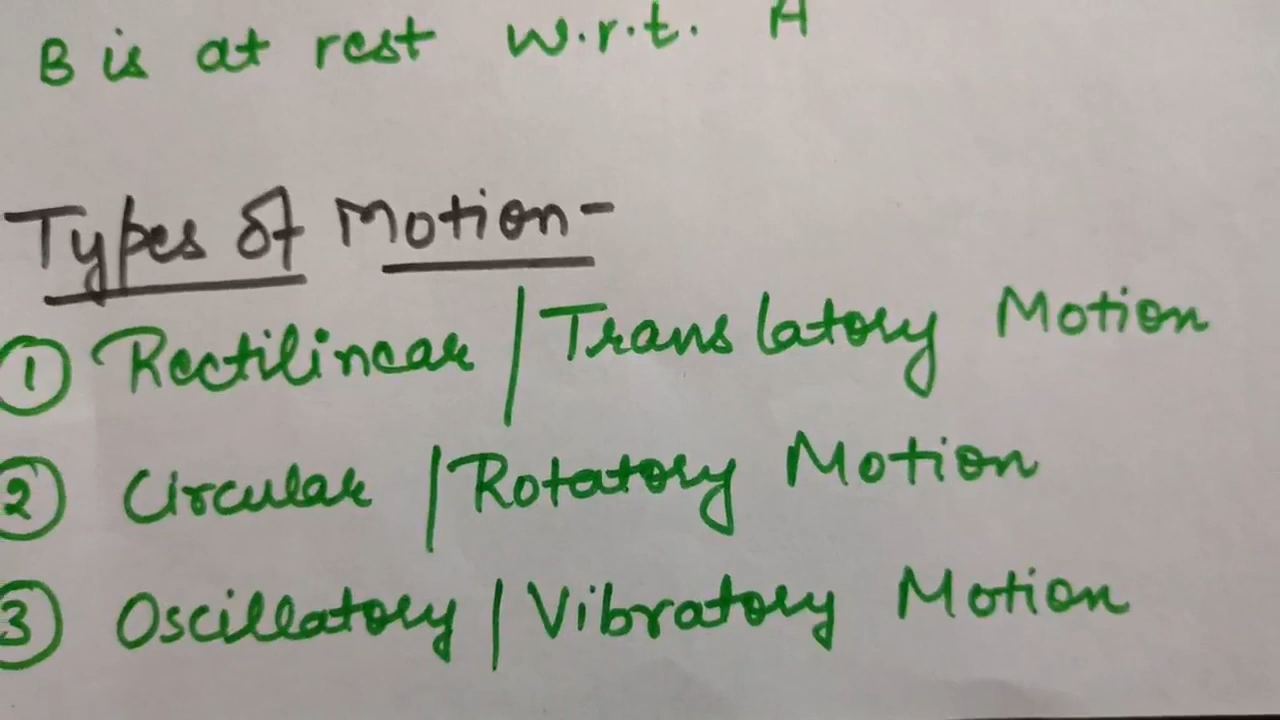 B is at rest w.r.t. A
Types of Motion-
① Rectilinear / Translatory Motion
② Circular / Rotatory Motion
③ Oscillatory / Vibratory Motion